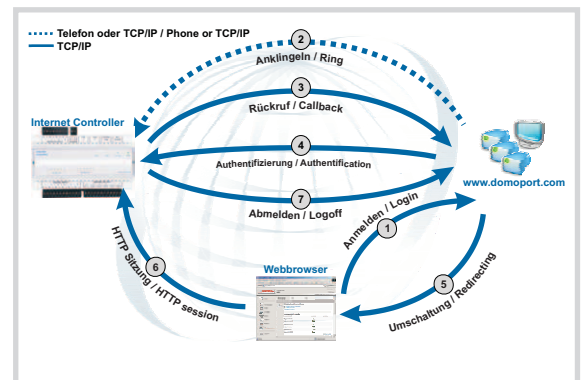 Telefon oder TCP/IP / Phone or TCP/IP
TCP/IP
2
Anklingeln / Ring
3
Rückruf / Callback
Internet Controller
4
Authentifizierung / Authentification
www.domoport.com
7
Abmelden / Logoff
Anmelden / Login
1
HTTP Sitzung / HTTP session
6
Webbrowser
5
Umschaltung / Redirecting